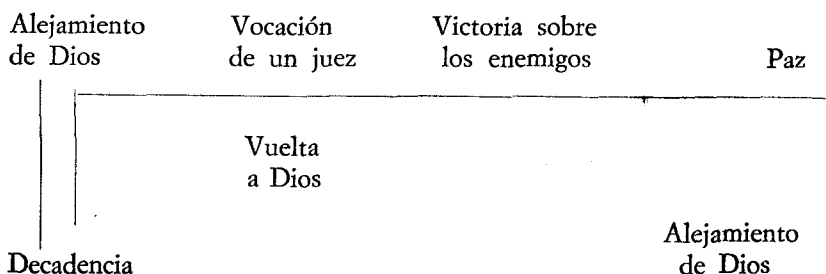 Alejamiento
de Dios
Vocación
de un juez
Victoria sobre
los enemigos
Paz
Vuelta
a Dios
Decadencia
Alejamiento
de Dios